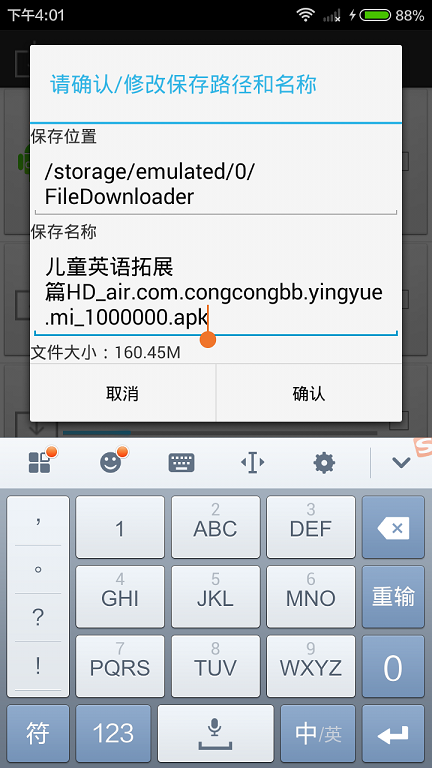 下午4:01 88%
请确认/修改保存路径和名称
保存位置
/storage/emulated/0/
FileDownloader
保存名称
儿童英语拓展
篇HD_air.com.congcongbb.yingyue
.mi_1000000.apk
文件大小：160.45M
取消 确认
S
， 1 2 ABC 3 DEF
。 4 GHI 5 JKL 6 MNO 重输
? ! 7 PQRS 8 TUV 9 WXYZ 0
符 123 中/英